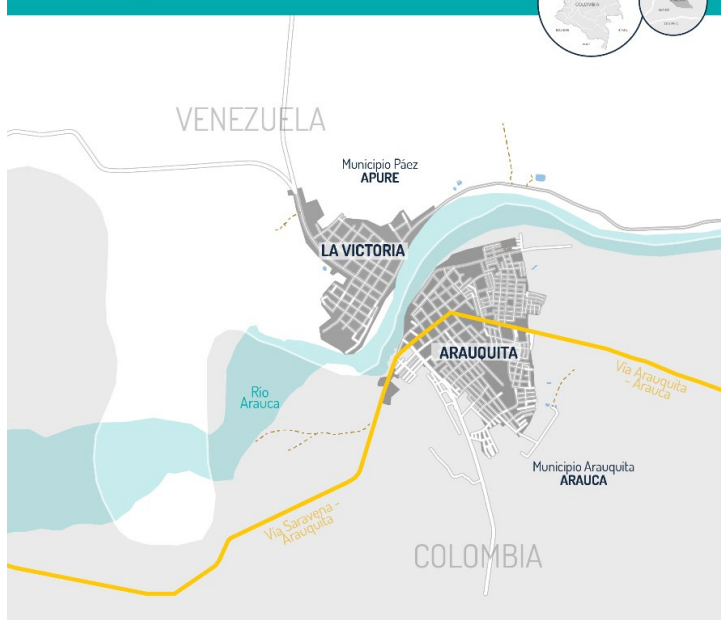 COLOMBIA
VENEZUELA
Municipio Páez
APURE
LA VICTORIA
ARAUQUITA
Vía Arauquita
- Arauca
Río
Arauca
Municipio Arauquita
ARAUCA
Vía Saravena -
Arauquita
COLOMBIA